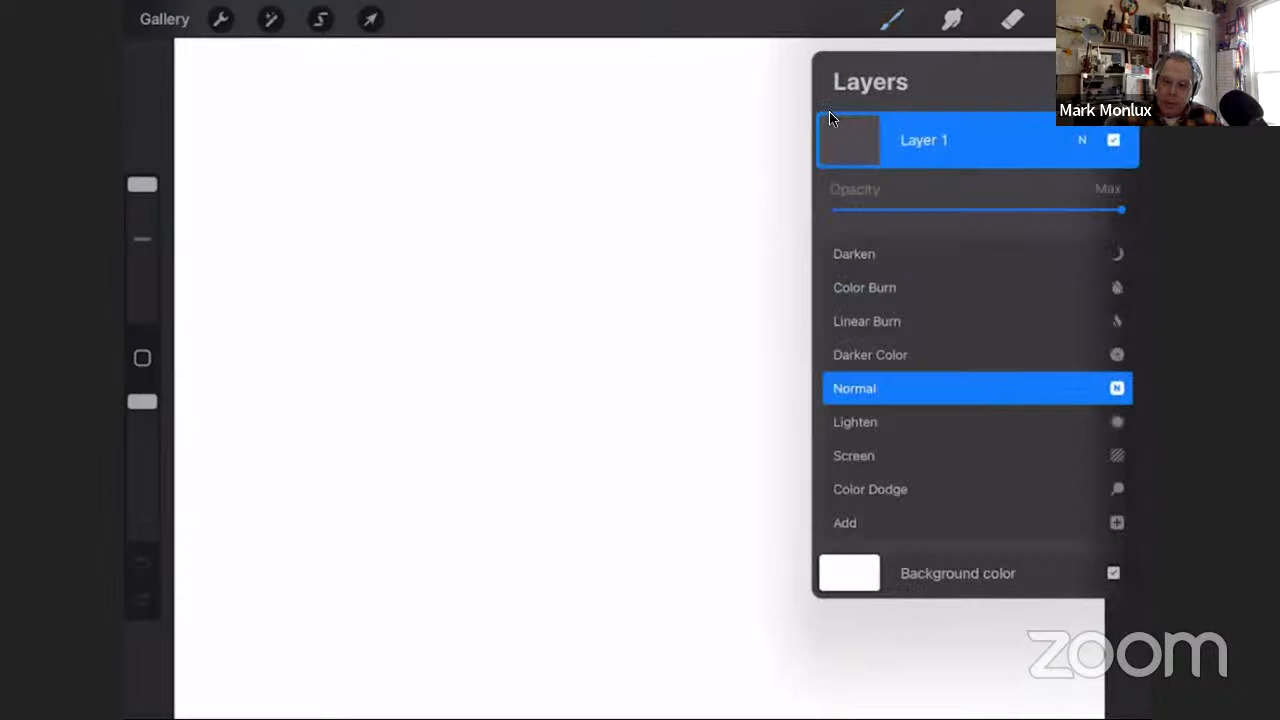 Gallery
Layers
Mark Monlux
Layer 1
N
Opacity
Max
Darken
Color Burn
Linear Burn
Darker Color
Normal
N
Lighten
Screen
Color Dodge
Add
Background color
zoom